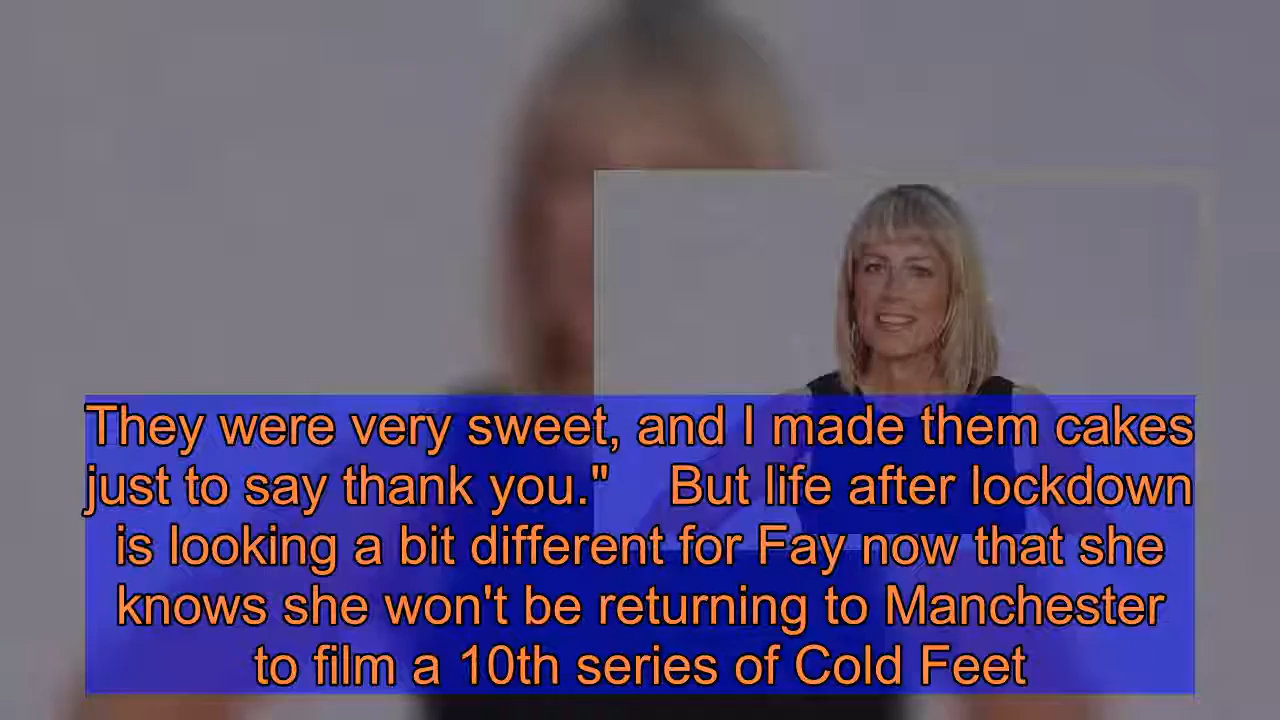 They were very sweet, and I made them cakes
just to say thank you." But life after lockdown
is looking a bit different for Fay now that she
knows she won't be returning to Manchester
to film a 10th series of Cold Feet